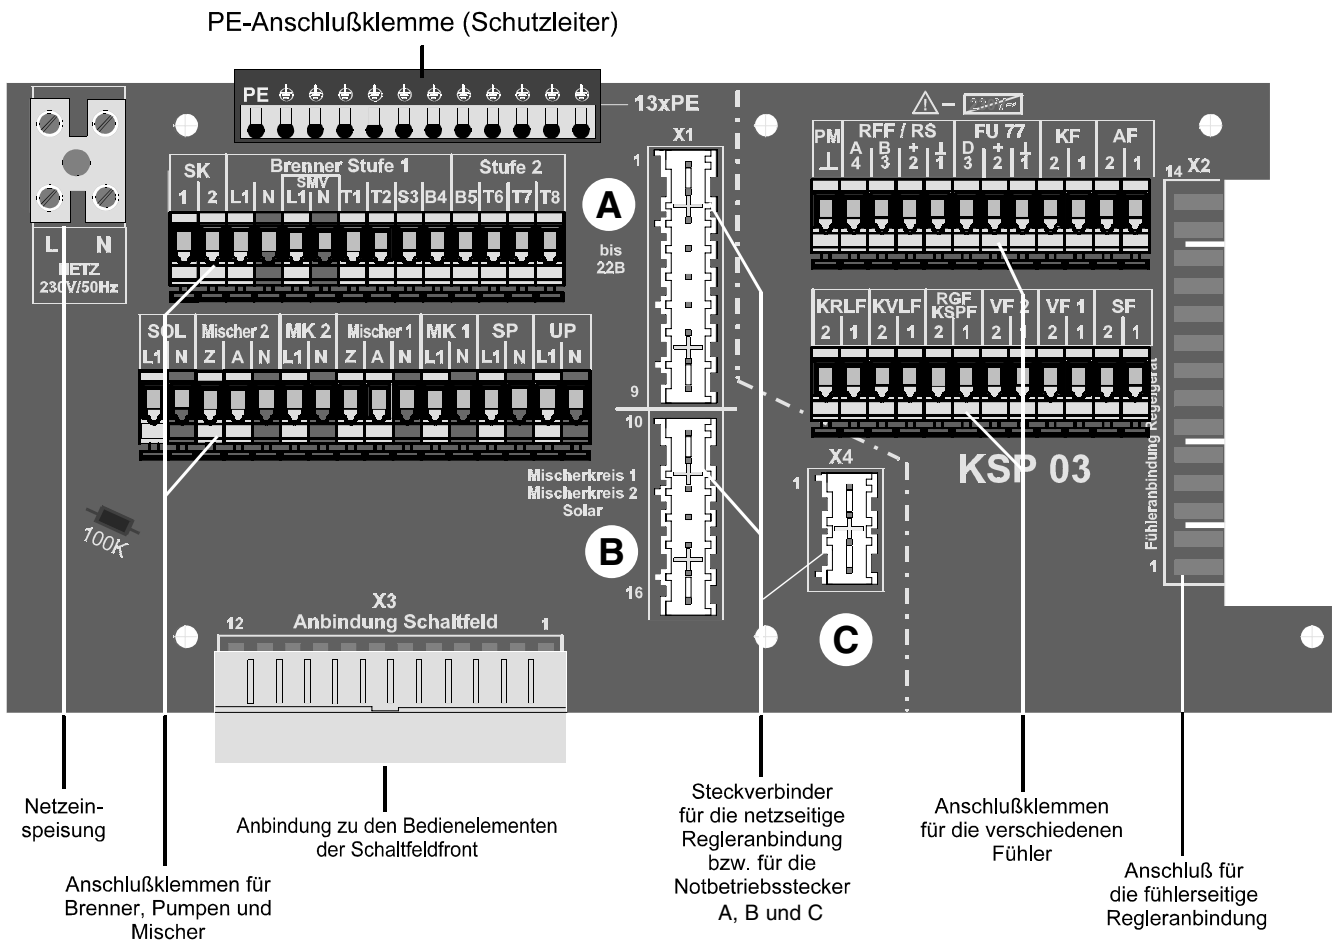 PE-Anschlußklemme (Schutzleiter)
PE
13xPE
L N
NETZ
230V/50Hz
SK
Brenner Stufe 1
Stufe 2
SMV
1 2 L1 N L1 N T1 T2 S3 B4 B5 T6 T7 T8
SOL Mischer 2 MK 2 Mischer 1 MK 1 SP UP
L1 N Z A N L1 N Z A N L1 N L1 N L1 N
A
bis
22B
X1
1
9
10
16
Mischerkreis 1
Mischerkreis 2
Solar
B
PM RFF / RS FU 77 KF AF
⊥ A B + ⊥ D + ⊥ 2 1 2 1
4 3 2 1 3 2 1
KRLF KVLF RGF KSPF VF 2 VF 1 SF
2 1 2 1 2 1 2 1 2 1 2 1
KSP 03
X4
1
C
14 X2
Fühleranbindung Regelgerät
1
100K
X3
12 Anbindung Schaltfeld 1
Netzein-
speisung
Anschlußklemmen für
Brenner, Pumpen und
Mischer
Anbindung zu den Bedienelementen
der Schaltfeldfront
Steckverbinder
für die netzseitige
Regleranbindung
bzw. für die
Notbetriebsstecker
A, B und C
Anschlußklemmen
für die verschiedenen
Fühler
Anschluß für
die fühlerseitige
Regleranbindung